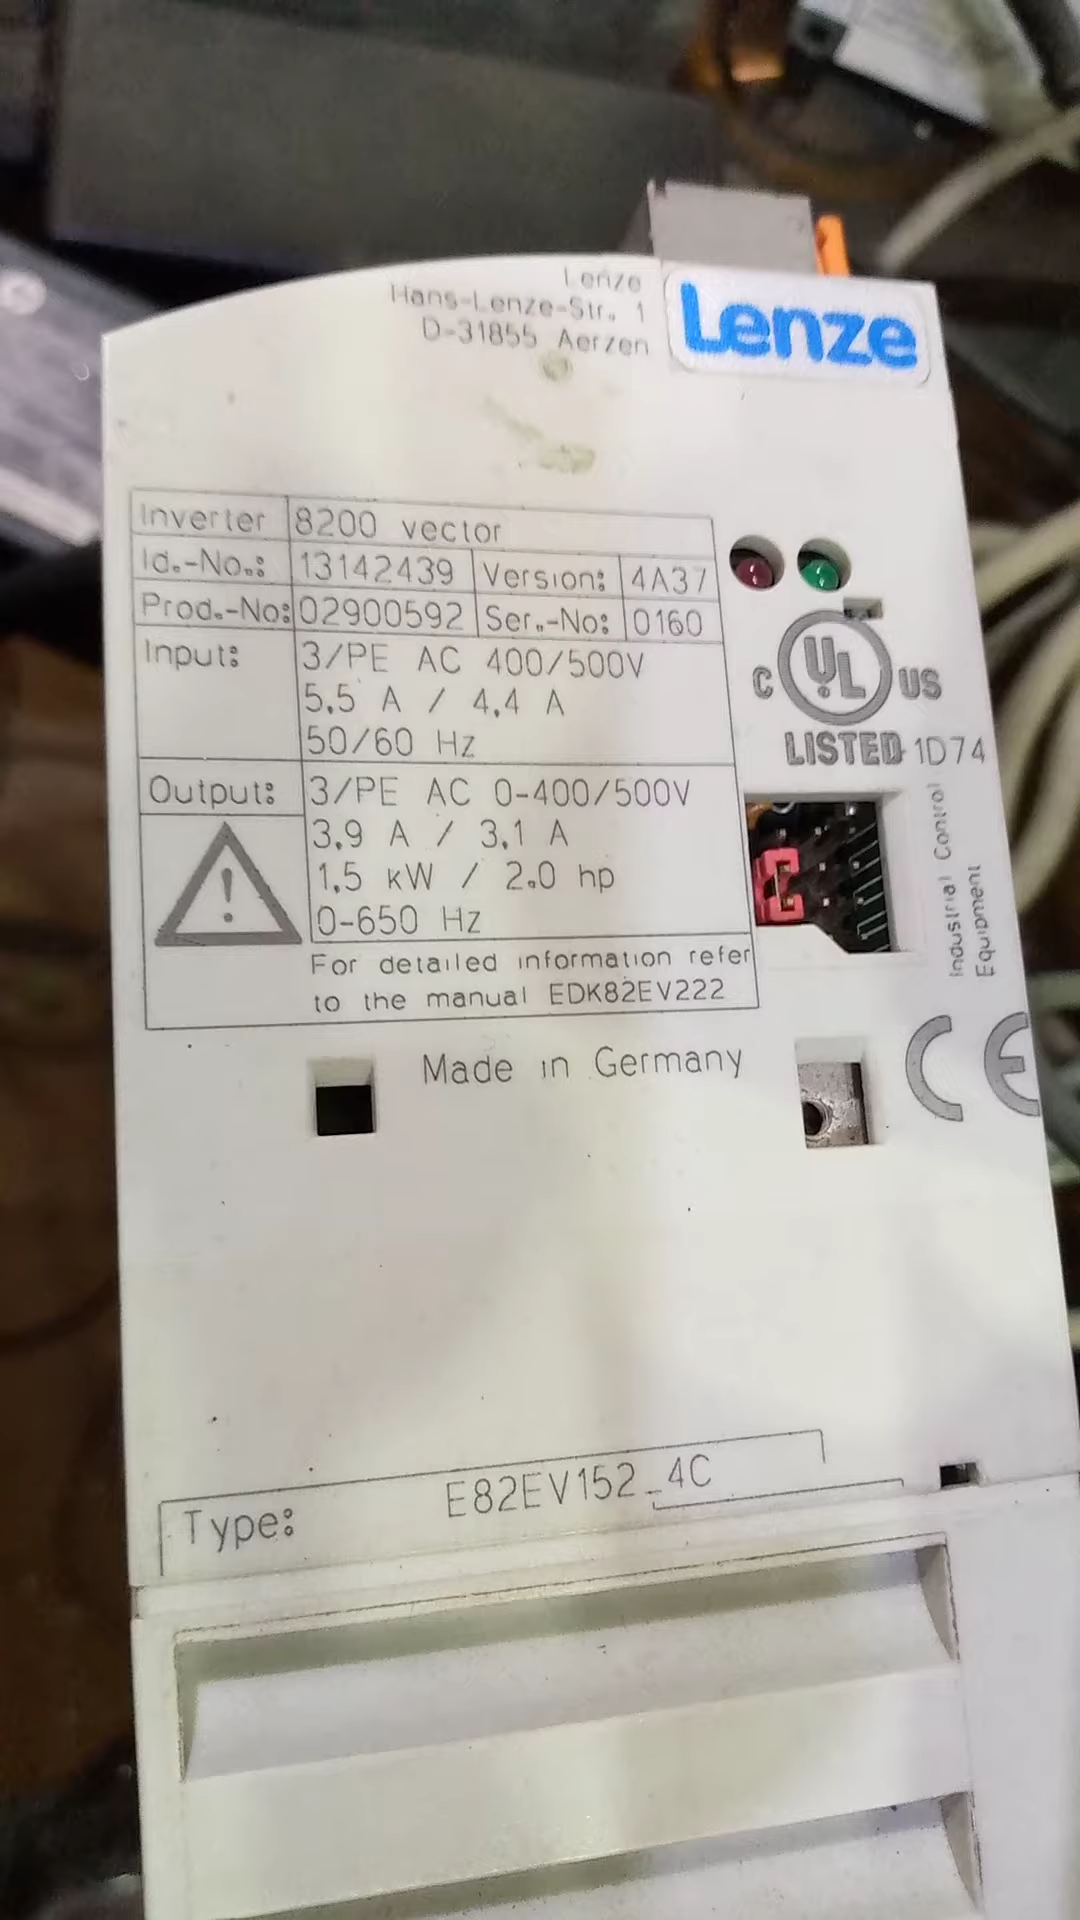 Lenze
Hans-Lenze-Str. 1
D-31855 Aerzen
Lenze
Inverter 8200 vector
Id.-No.: 13142439 Version: 4A37
Prod.-No: 02900592 Ser.-No: 0160
Input: 3/PE AC 400/500V
5.5 A / 4.4 A
50/60 Hz
Output: 3/PE AC 0-400/500V
3.9 A / 3.1 A
1.5 kW / 2.0 hp
0-650 Hz
For detailed information refer
to the manual EDK82EV222
C UL US
LISTED 1D74
Industrial Control
Equipment
Made in Germany
CE
Type: E82EV152_4C